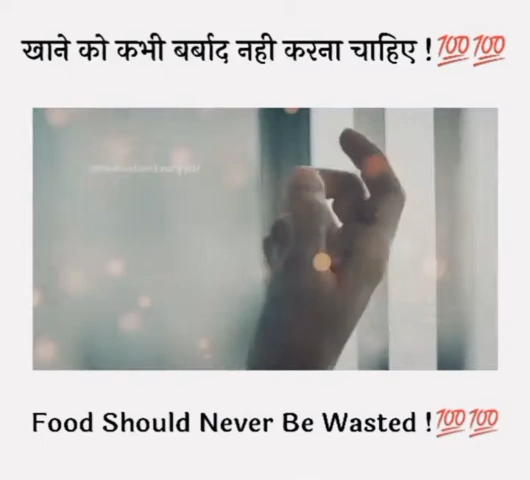 खाने को कभी बर्बाद नही करना चाहिए !💯💯
Food Should Never Be Wasted !💯💯